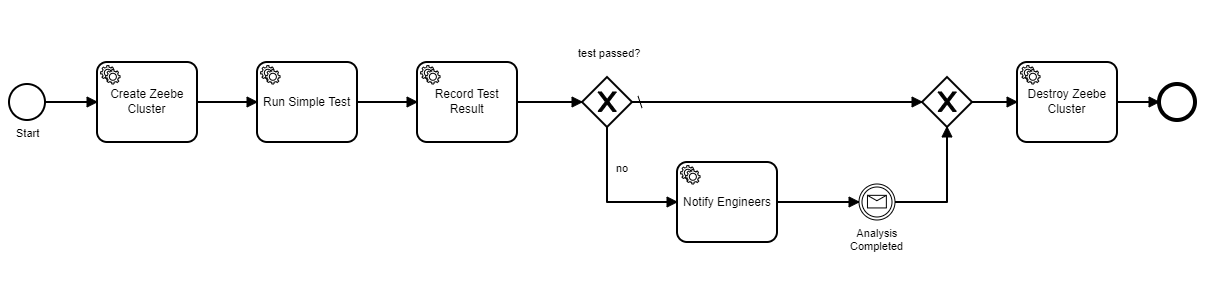 test passed?
Create Zeebe
Cluster
Run Simple Test
Record Test
Result
Destroy Zeebe
Cluster
Start
no
Notify Engineers
Analysis
Completed